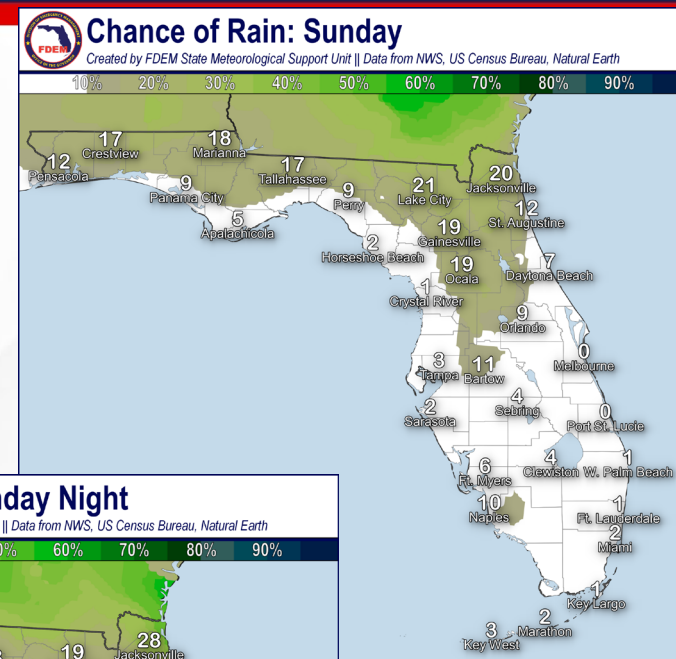 FDEM
Chance of Rain: Sunday
Created by FDEM State Meteorological Support Unit || Data from NWS, US Census Bureau, Natural Earth
10% 20% 30% 40% 50% 60% 70% 80% 90%
17
Crestview
18
Marianna
12
Pensacola
9
Panama City
17
Tallahassee
5
Apalachicola
9
Perry
21
Lake City
20
Jacksonville
12
St. Augustine
19
Gainesville
2
Horseshoe Beach
19
Ocala
7
Daytona Beach
1
Crystal River
9
Orlando
3
Tampa
11
Bartow
0
Melbourne
4
Sebring
2
Sarasota
0
Port St. Lucie
6
Ft. Myers
4
Clewiston
1
W. Palm Beach
10
Naples
1
Ft. Lauderdale
2
Miami
1
Key Largo
2
Marathon
3
Key West
day Night
|| Data from NWS, US Census Bureau, Natural Earth
0% 60% 70% 80% 90%
19
28
Jacksonville